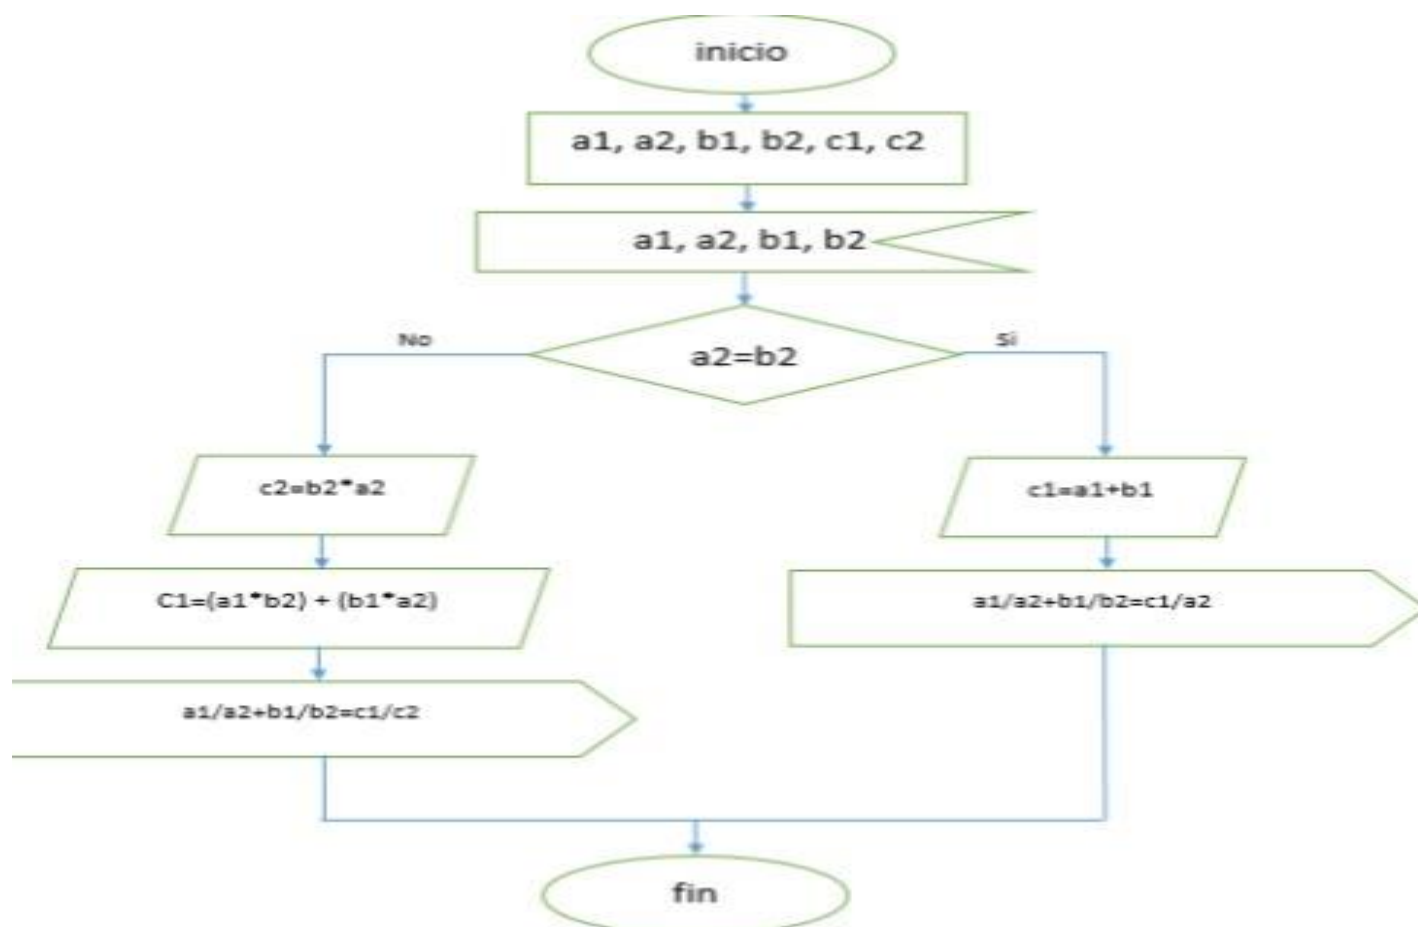 inicio
a1, a2, b1, b2, c1, c2
a1, a2, b1, b2
a2=b2
No
Si
c2=b2*a2
c1=a1+b1
C1=(a1*b2) + (b1*a2)
a1/a2+b1/b2=c1/a2
a1/a2+b1/b2=c1/c2
fin